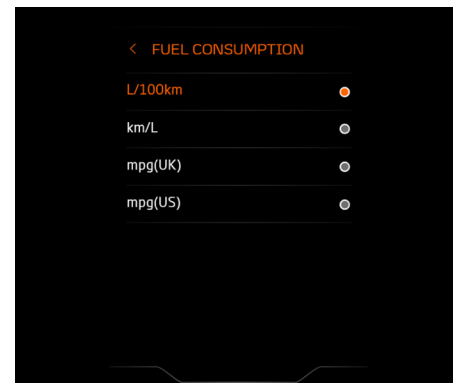 < FUEL CONSUMPTION
L/100km
km/L
mpg(UK)
mpg(US)